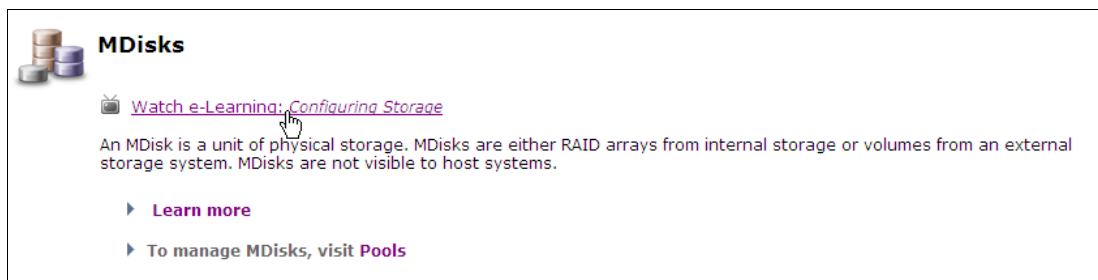 MDisks
Watch e-Learning: Configuring Storage
An MDisk is a unit of physical storage. MDisks are either RAID arrays from internal storage or volumes from an external
storage system. MDisks are not visible to host systems.
Learn more
To manage MDisks, visit Pools